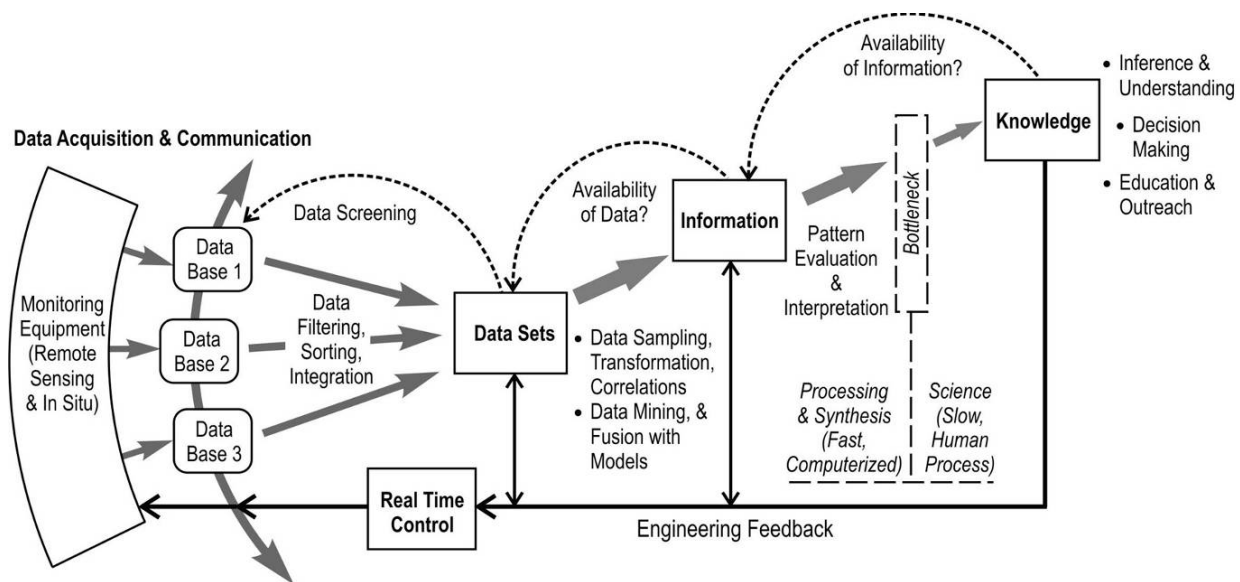 Data Acquisition & Communication
Monitoring
Equipment
(Remote
Sensing
& In Situ)
Data
Base 1
Data
Base 2
Data
Base 3
Data Screening
Data
Filtering,
Sorting,
Integration
Data Sets
Availability
of Data?
• Data Sampling,
Transformation,
Correlations
• Data Mining, &
Fusion with
Models
Information
Availability
of Information?
Pattern
Evaluation
&
Interpretation
Bottleneck
Knowledge
• Inference &
Understanding
• Decision
Making
• Education &
Outreach
Processing
& Synthesis
(Fast,
Computerized)
Science
(Slow,
Human
Process)
Real Time
Control
Engineering Feedback